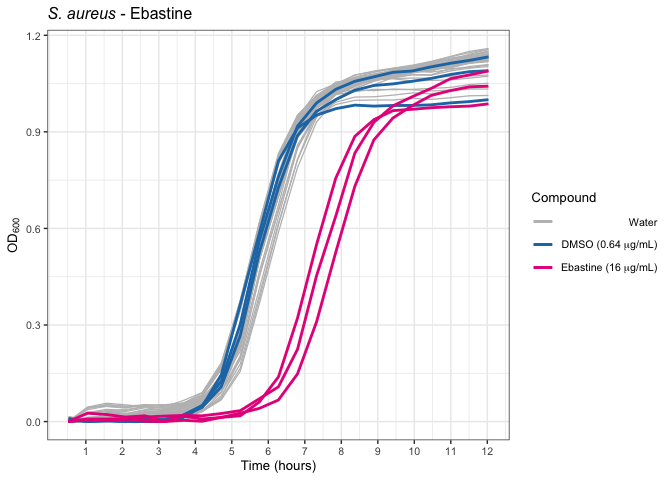 S. aureus - Ebastine
1.2
0.9
0.6
0.3
0.0
OD600
1 2 3 4 5 6 7 8 9 10 11 12
Time (hours)
Compound
Water
DMSO (0.64 μg/mL)
Ebastine (16 μg/mL)